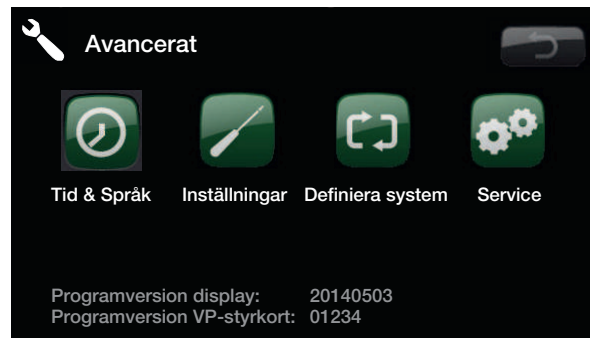 Avancerat
Tid & Språk Inställningar Definiera system Service
Programversion display: 20140503
Programversion VP-styrkort: 01234